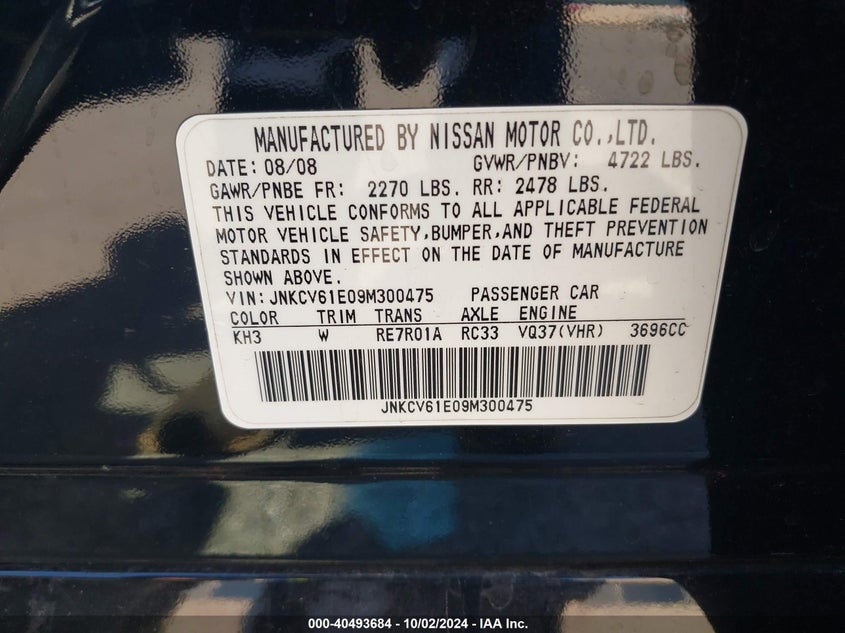 MANUFACTURED BY NISSAN MOTOR CO.,LTD.
DATE: 08/08 GVWR/PNBV: 4722 LBS.
GAWR/PNBE FR: 2270 LBS. RR: 2478 LBS.
THIS VEHICLE CONFORMS TO ALL APPLICABLE FEDERAL
MOTOR VEHICLE SAFETY,BUMPER,AND THEFT PREVENTION
STANDARDS IN EFFECT ON THE DATE OF MANUFACTURE
SHOWN ABOVE.
VIN: JNKCV61E09M300475 PASSENGER CAR
COLOR TRIM TRANS AXLE ENGINE
KH3 W RE7R01A RC33 VQ37(VHR) 3696CC
JNKCV61E09M300475
000-40493684 - 10/02/2024 - IAA Inc.